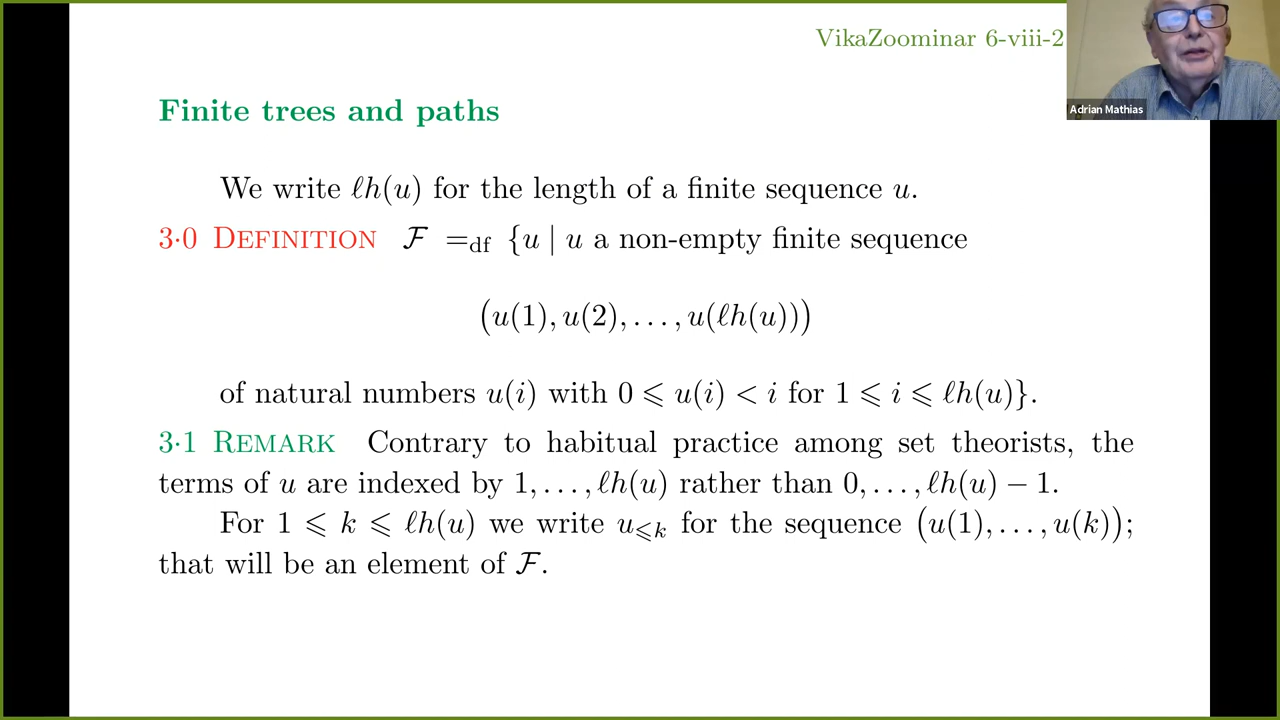 VikaZoominar 6-viii-2
Adrian Mathias
Finite trees and paths
We write ℓh(u) for the length of a finite sequence u.
3·0 DEFINITION ℱ =df {u | u a non-empty finite sequence
(u(1), u(2), . . . , u(ℓh(u)))
of natural numbers u(i) with 0 ⩽ u(i) < i for 1 ⩽ i ⩽ ℓh(u)}.
3·1 REMARK Contrary to habitual practice among set theorists, the
terms of u are indexed by 1, . . . , ℓh(u) rather than 0, . . . , ℓh(u) − 1.
For 1 ⩽ k ⩽ ℓh(u) we write u⩽k for the sequence (u(1), . . . , u(k));
that will be an element of ℱ.